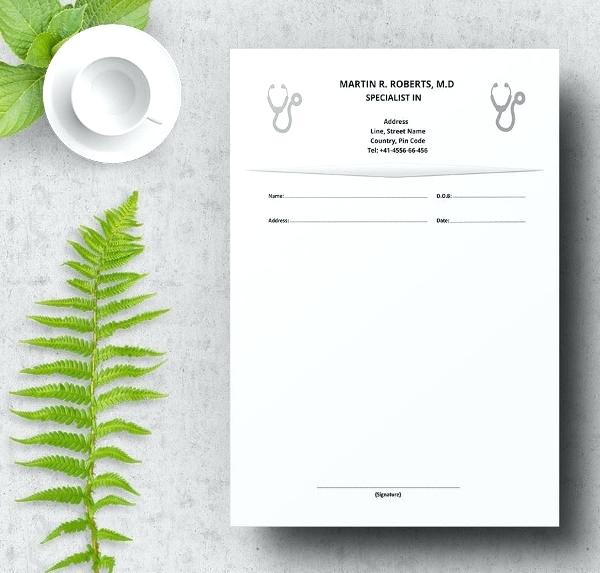 MARTIN R. ROBERTS, M.D
SPECIALIST IN
Address
Line, Street Name
Country, Pin Code
Tel: +41-4556-66-456
Name: D.O.B:
Address: Date:
(Signature)